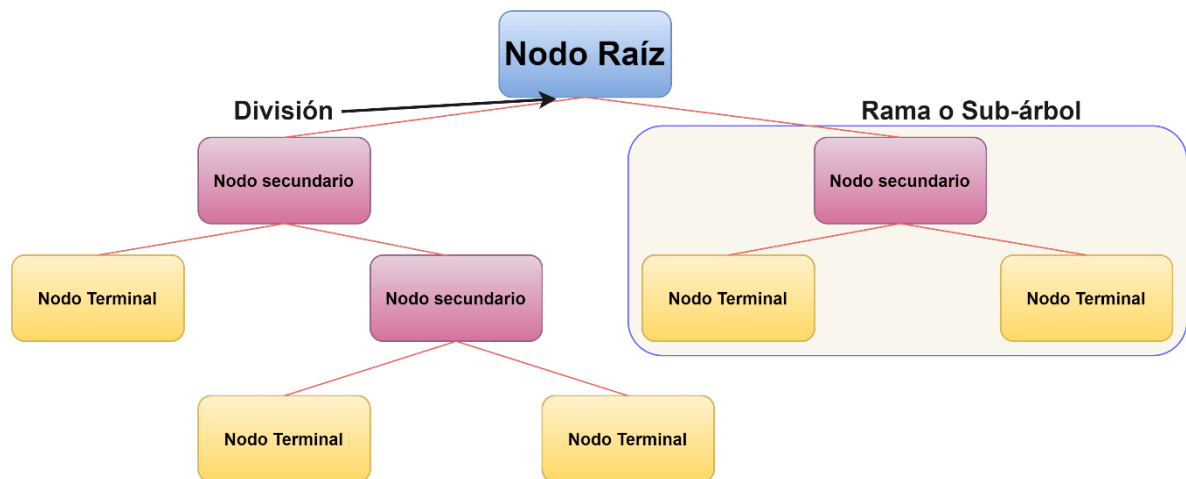 Nodo Raíz
División
Rama o Sub-árbol
Nodo secundario
Nodo secundario
Nodo Terminal
Nodo secundario
Nodo Terminal
Nodo Terminal
Nodo Terminal
Nodo Terminal